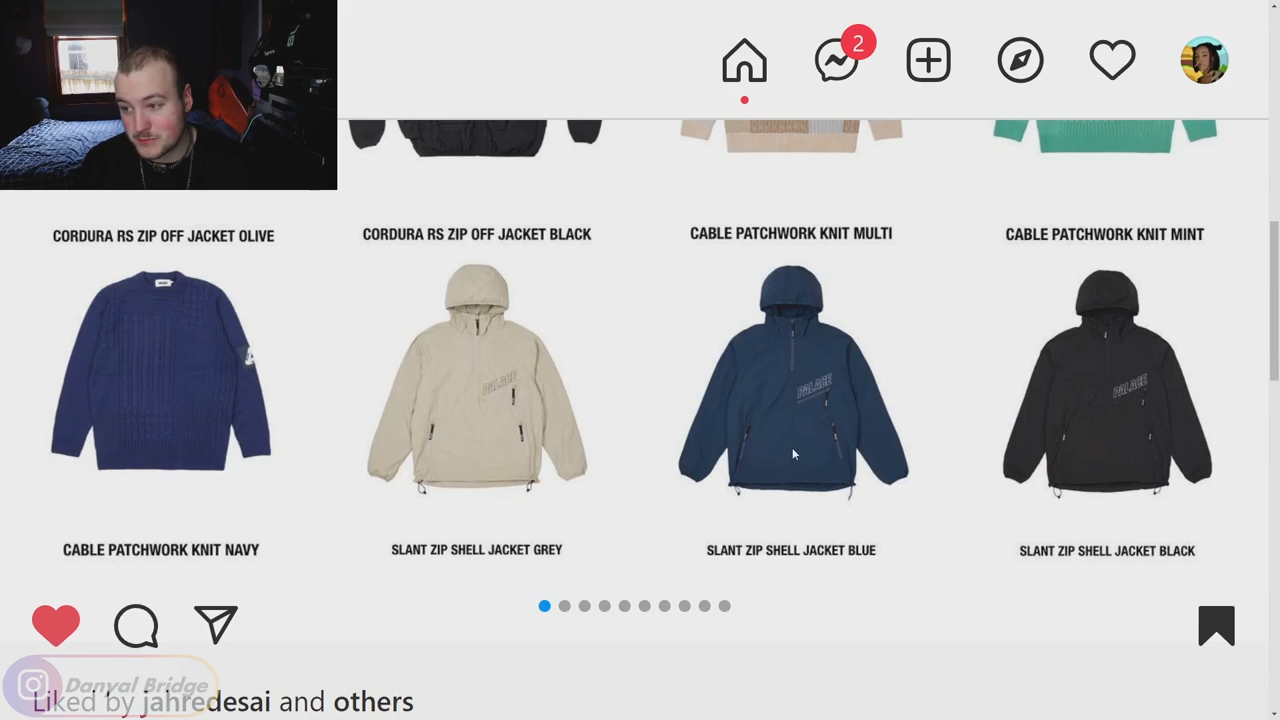 2
CORDURA RS ZIP OFF JACKET OLIVE
CORDURA RS ZIP OFF JACKET BLACK
CABLE PATCHWORK KNIT MULTI
CABLE PATCHWORK KNIT MINT
PALACE
PALACE
PALACE
CABLE PATCHWORK KNIT NAVY
SLANT ZIP SHELL JACKET GREY
SLANT ZIP SHELL JACKET BLUE
SLANT ZIP SHELL JACKET BLACK
Danyal Bridge
Liked by jahredesai and others